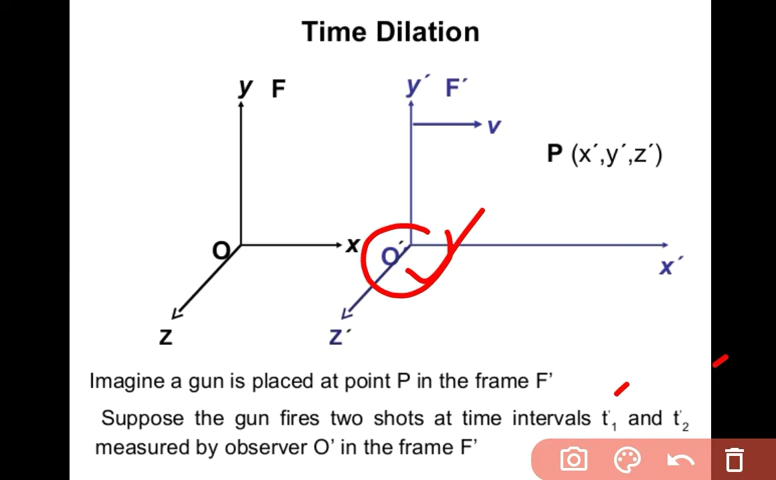 Time Dilation
y F
y´ F´
v
P (x´,y´,z´)
O
x
O´
x´
z
z´
Imagine a gun is placed at point P in the frame F’
Suppose the gun fires two shots at time intervals t'₁ and t'₂
measured by observer O’ in the frame F’